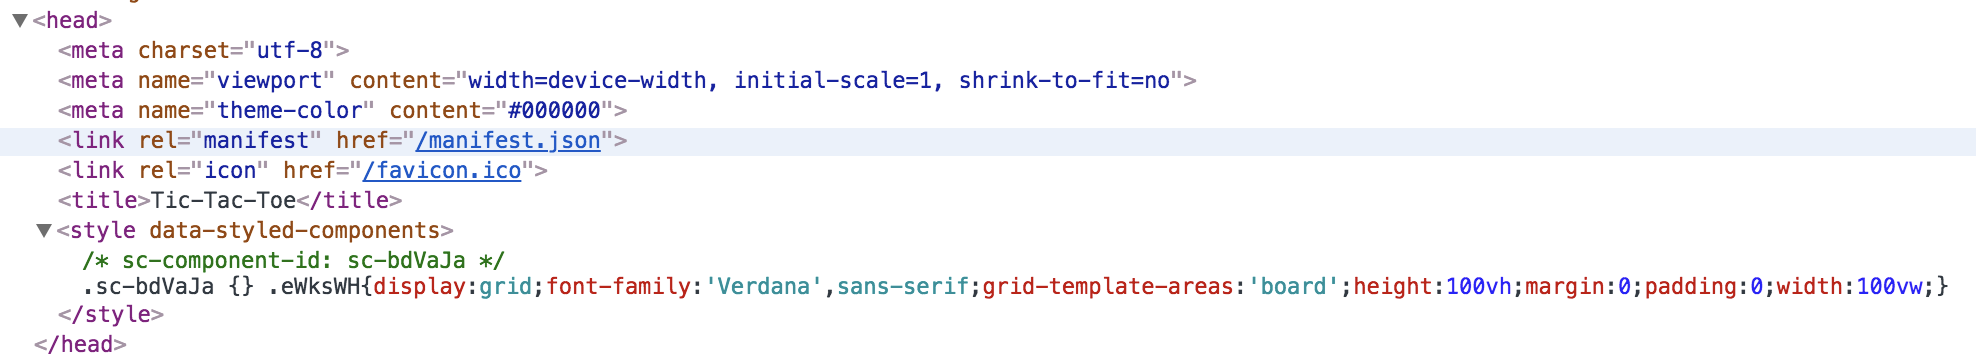 ▼<head>
<meta charset="utf-8">
<meta name="viewport" content="width=device-width, initial-scale=1, shrink-to-fit=no">
<meta name="theme-color" content="#000000">
<link rel="manifest" href="/manifest.json">
<link rel="icon" href="/favicon.ico">
<title>Tic-Tac-Toe</title>
▼<style data-styled-components>
/* sc-component-id: sc-bdVaJa */
.sc-bdVaJa {} .eWksWH{display:grid;font-family:'Verdana',sans-serif;grid-template-areas:'board';height:100vh;margin:0;padding:0;width:100vw;}
</style>
</head>